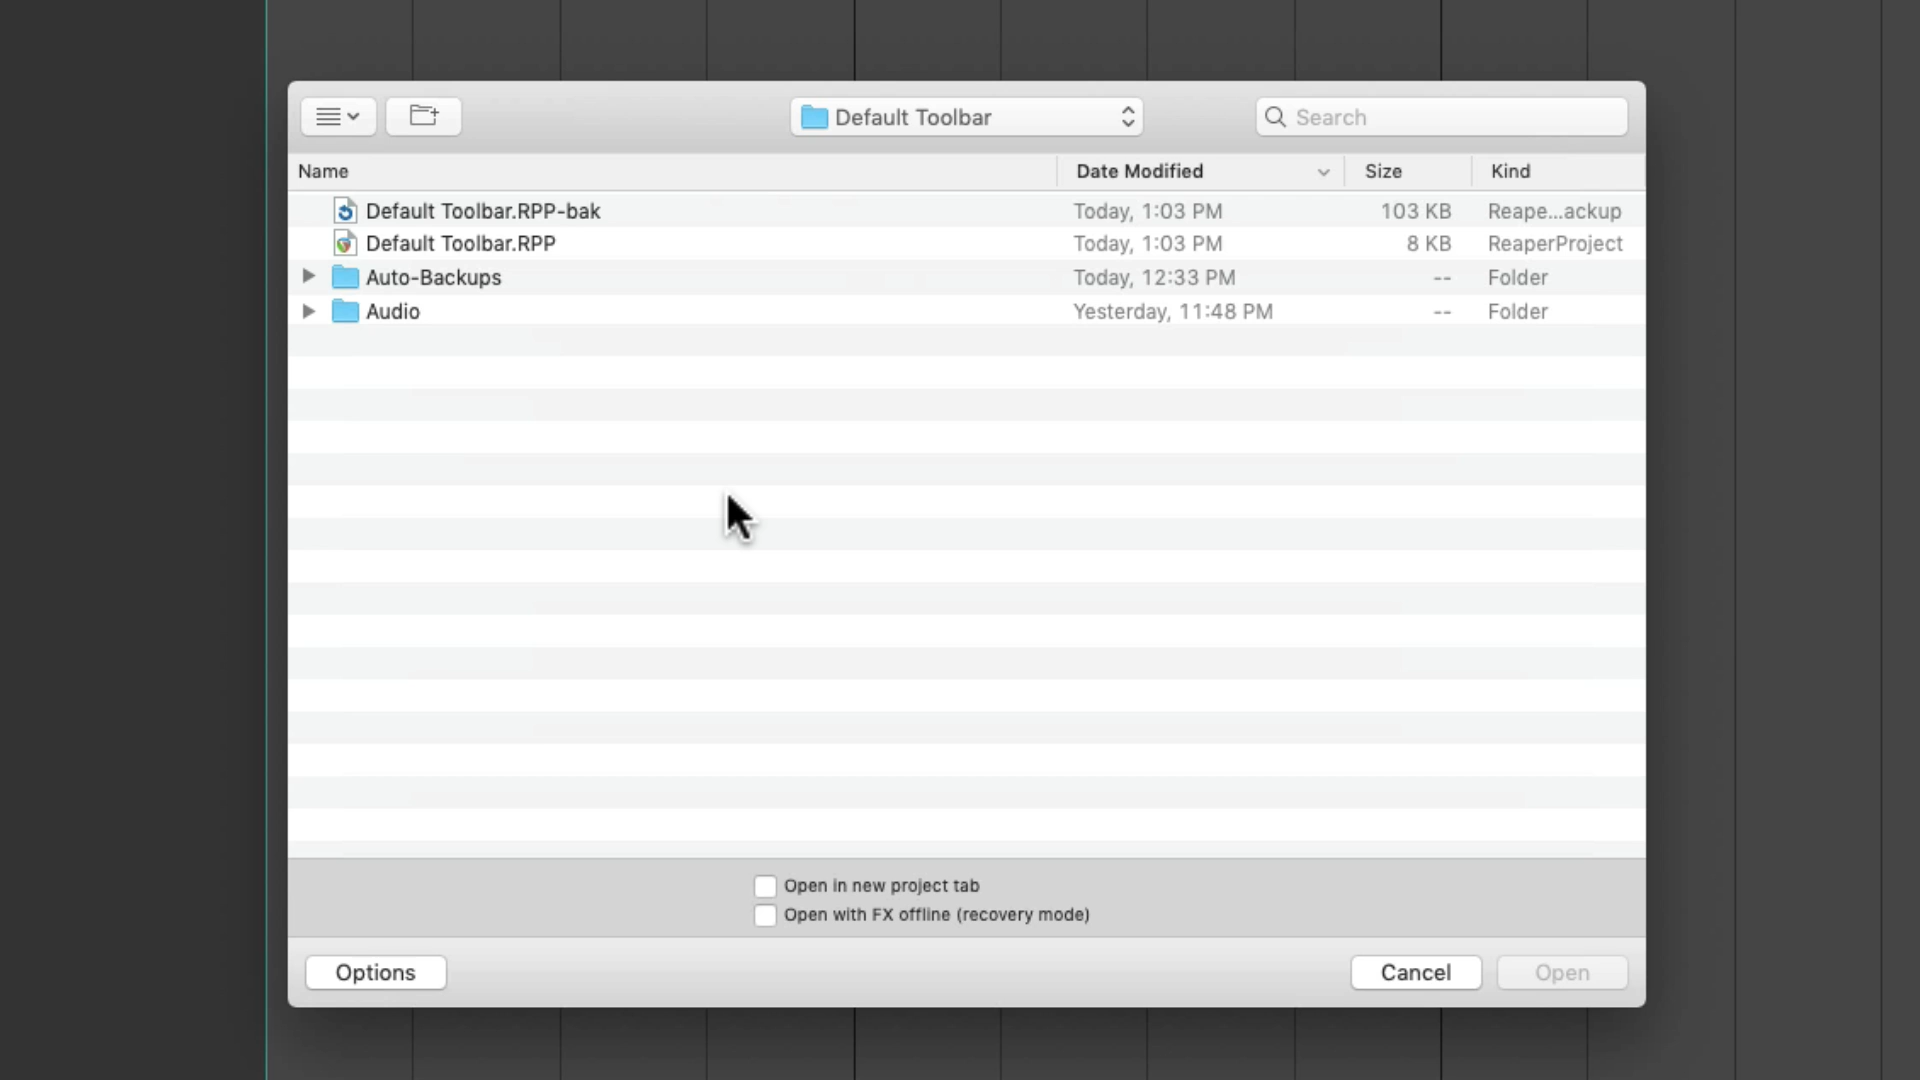 Default Toolbar
Search
Name Date Modified Size Kind
Default Toolbar.RPP-bak Today, 1:03 PM 103 KB Reape...ackup
Default Toolbar.RPP Today, 1:03 PM 8 KB ReaperProject
Auto-Backups Today, 12:33 PM -- Folder
Audio Yesterday, 11:48 PM -- Folder
Open in new project tab
Open with FX offline (recovery mode)
Options Cancel Open